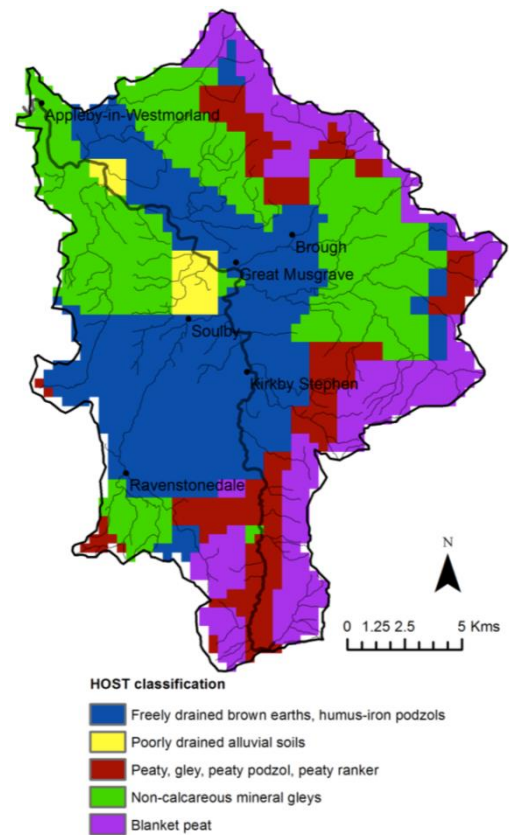 Appleby-in-Westmorland
Brough
Great Musgrave
Soulby
Kirkby Stephen
Ravenstonedale
N
0 1.25 2.5 5 Kms
HOST classification
Freely drained brown earths, humus-iron podzols
Poorly drained alluvial soils
Peaty, gley, peaty podzol, peaty ranker
Non-calcareous mineral gleys
Blanket peat